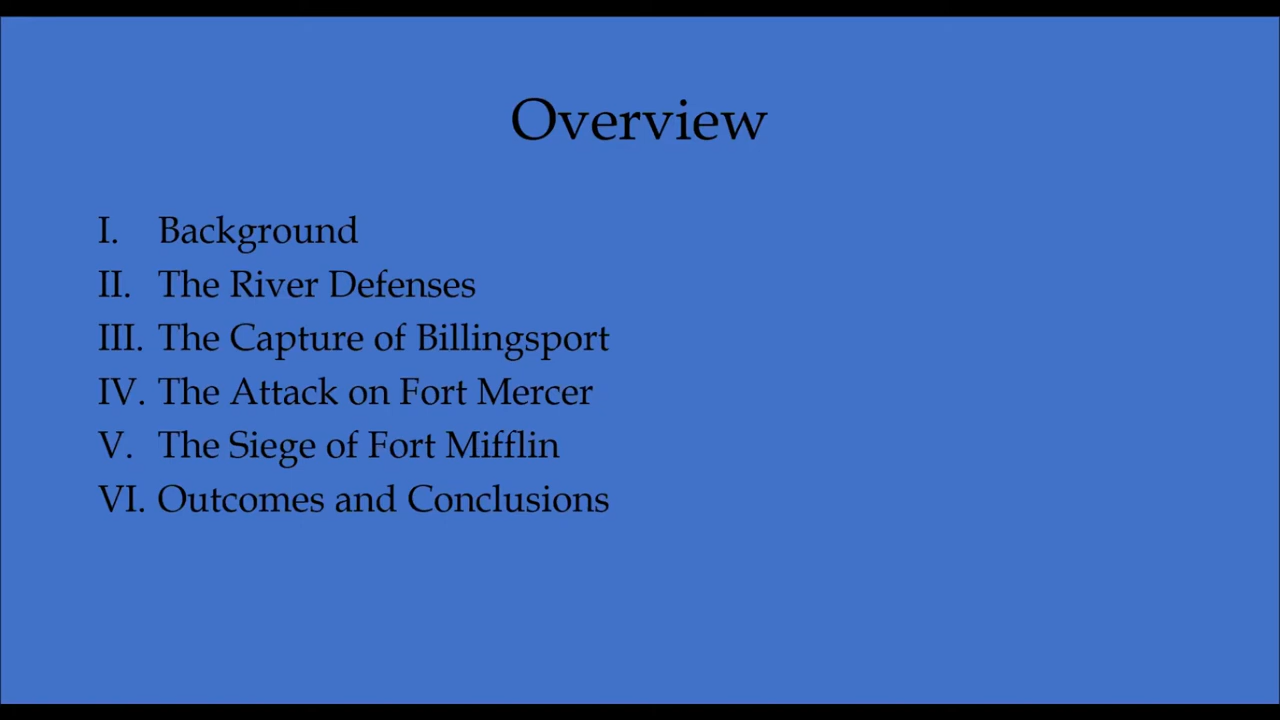 Overview
I. Background
II. The River Defenses
III. The Capture of Billingsport
IV. The Attack on Fort Mercer
V. The Siege of Fort Mifflin
VI. Outcomes and Conclusions